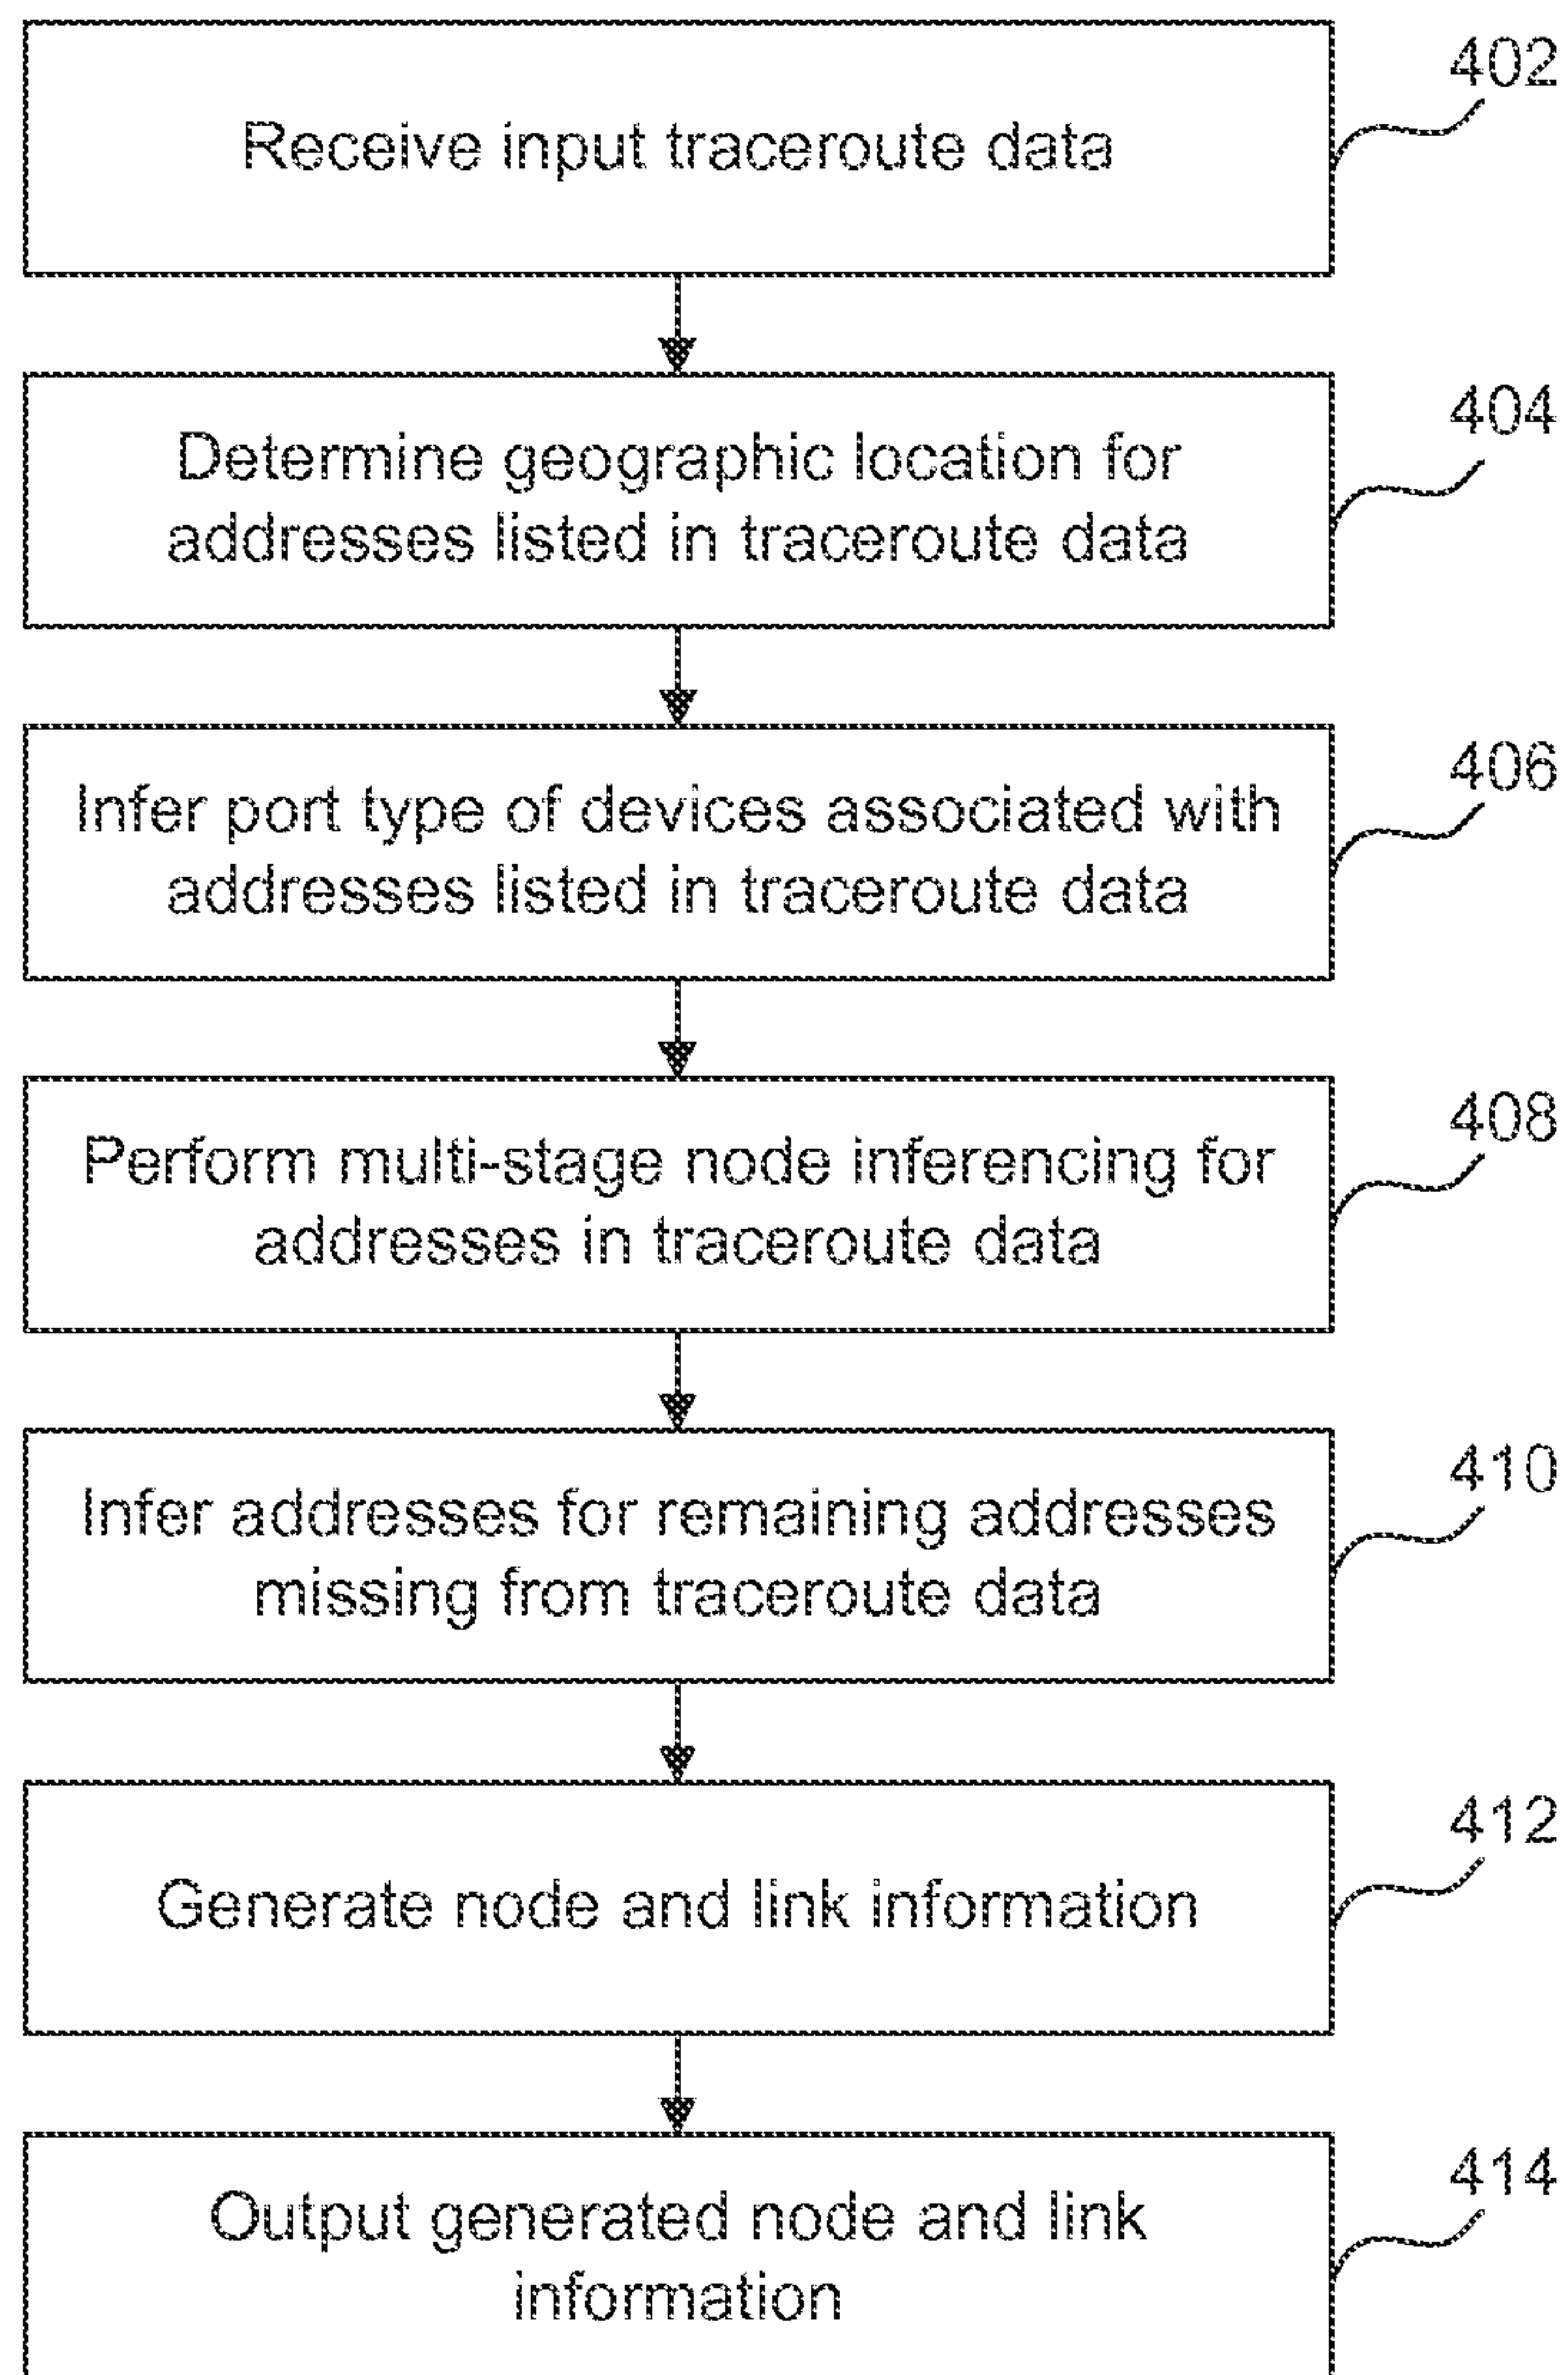 402
Receive input traceroute data
404
Determine geographic location for
addresses listed in traceroute data
406
Infer port type of devices associated with
addresses listed in traceroute data
408
Perform multi-stage node inferencing for
addresses in traceroute data
410
Infer addresses for remaining addresses
missing from traceroute data
412
Generate node and link information
414
Output generated node and link
information